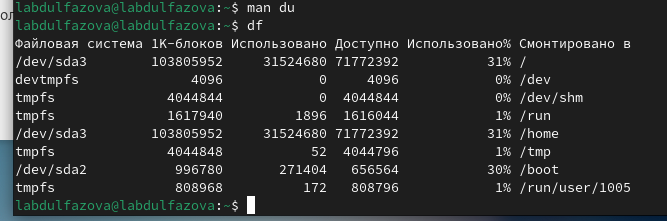 ол
labdulfazova@labdulfazova:~$ man du
labdulfazova@labdulfazova:~$ df
Файловая система 1K-блоков Использовано Доступно Использовано% Смонтировано в
/dev/sda3 103805952 31524680 71772392 31% /
devtmpfs 4096 0 4096 0% /dev
tmpfs 4044844 0 4044844 0% /dev/shm
tmpfs 1617940 1896 1616044 1% /run
/dev/sda3 103805952 31524680 71772392 31% /home
tmpfs 4044848 52 4044796 1% /tmp
/dev/sda2 996780 271404 656564 30% /boot
tmpfs 808968 172 808796 1% /run/user/1005
labdulfazova@labdulfazova:~$